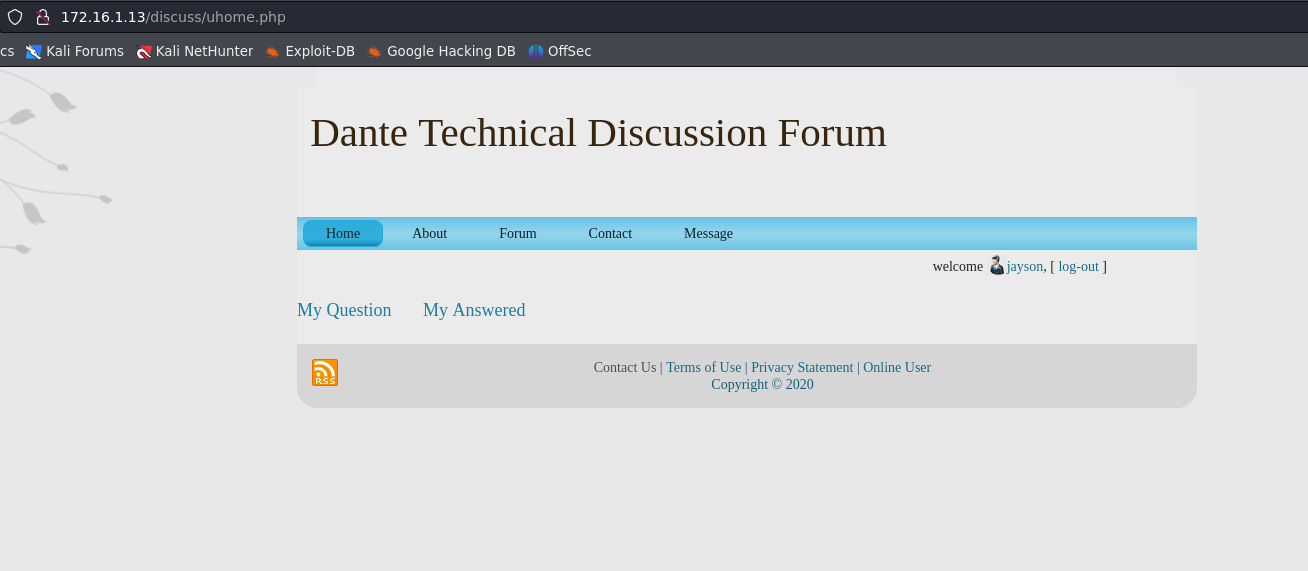 172.16.1.13/discuss/uhome.php
cs Kali Forums Kali NetHunter Exploit-DB Google Hacking DB OffSec
Dante Technical Discussion Forum
Home About Forum Contact Message
welcome jayson, [ log-out ]
My Question My Answered
RSS
Contact Us | Terms of Use | Privacy Statement | Online User
Copyright © 2020